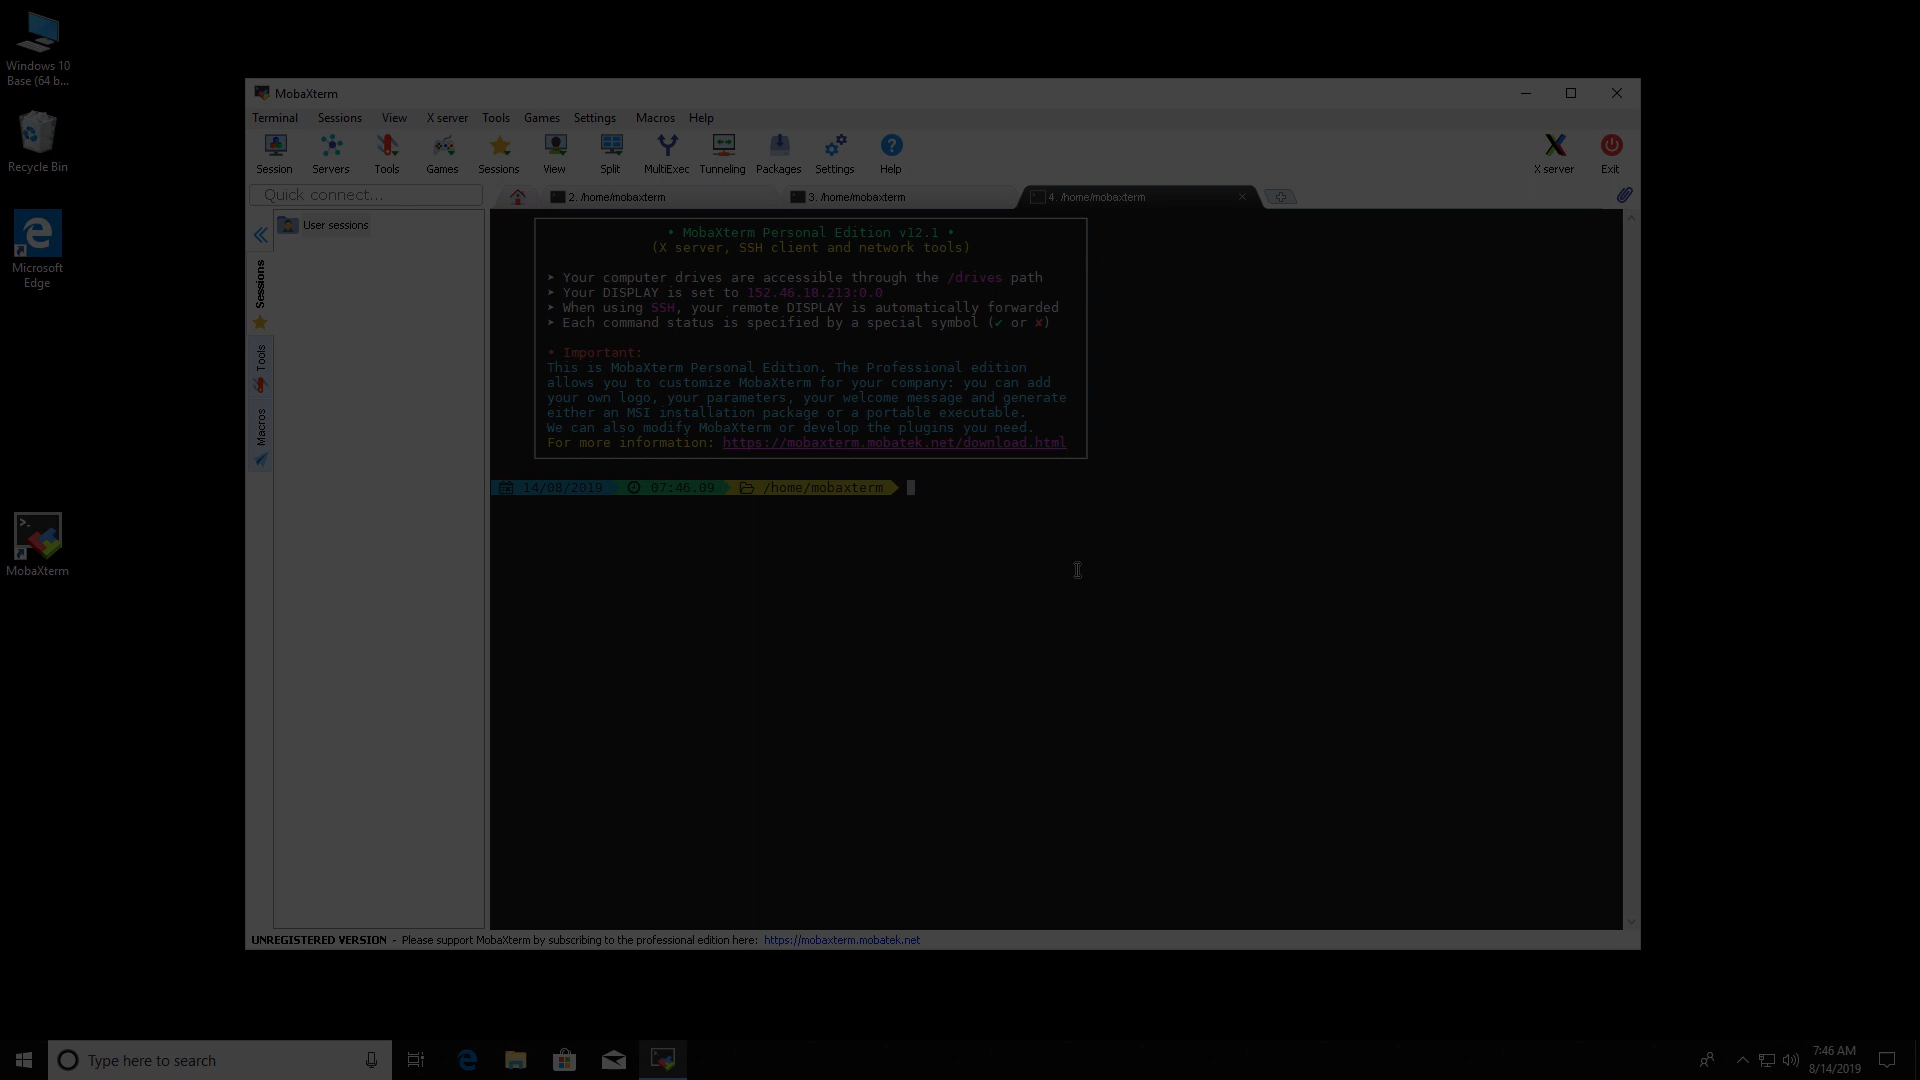 Windows 10
Base (64 b...
Recycle Bin
Microsoft
Edge
MobaXterm
MobaXterm
Terminal Sessions View X server Tools Games Settings Macros Help
Session Servers Tools Games Sessions View Split MultiExec Tunneling Packages Settings Help X server Exit
Quick connect...
2. /home/mobaxterm
3. /home/mobaxterm
4. /home/mobaxterm
User sessions
Sessions
Tools
Macros
• MobaXterm Personal Edition v12.1 •
(X server, SSH client and network tools)
➤ Your computer drives are accessible through the /drives path
➤ Your DISPLAY is set to 152.46.18.213:0.0
➤ When using SSH, your remote DISPLAY is automatically forwarded
➤ Each command status is specified by a special symbol (✔ or ✘)
• Important:
This is MobaXterm Personal Edition. The Professional edition
allows you to customize MobaXterm for your company: you can add
your own logo, your parameters, your welcome message and generate
either an MSI installation package or a portable executable.
We can also modify MobaXterm or develop the plugins you need.
For more information: https://mobaxterm.mobatek.net/download.html
14/08/2019 07:46.09 /home/mobaxterm
UNREGISTERED VERSION - Please support MobaXterm by subscribing to the professional edition here: https://mobaxterm.mobatek.net
Type here to search
7:46 AM
8/14/2019